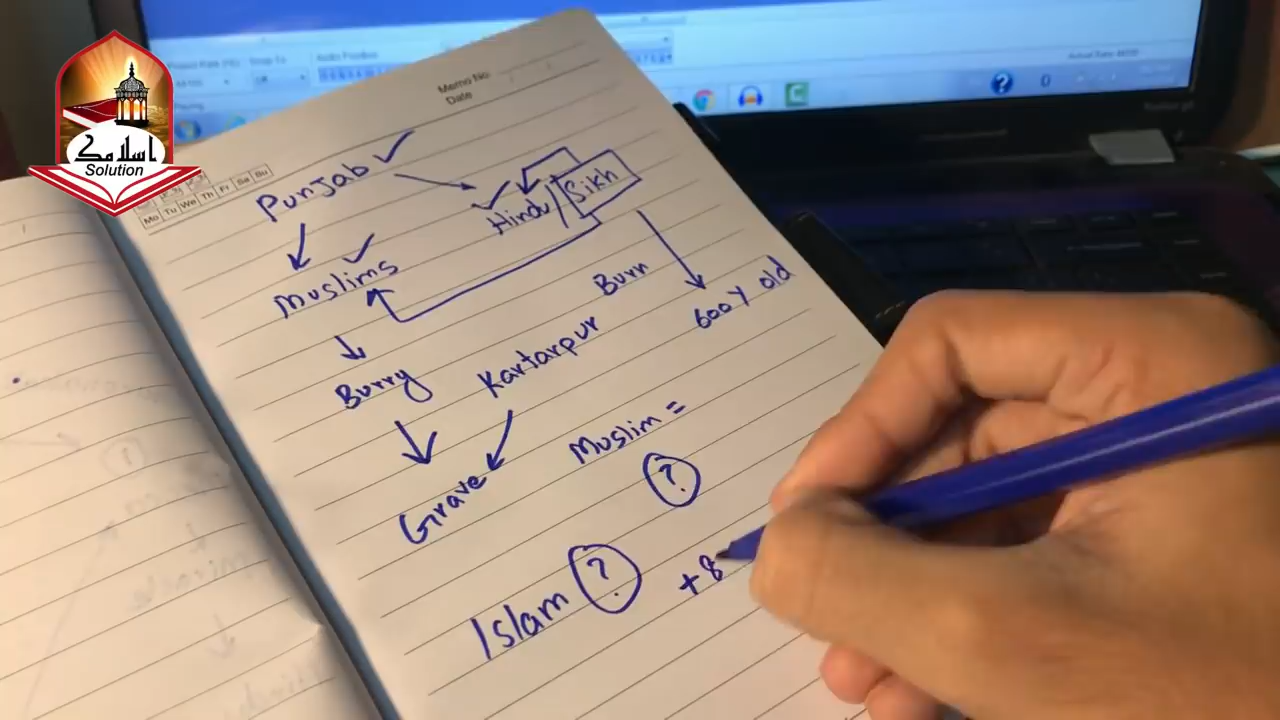 اسلامک
Solution
Memo No.
Date
Mo Tu We Th Fr Sa Su
Punjab
Hindu/Sikh
Muslims
Burn
600 Y old
Burry
Kartarpur
Muslim =
?
Grave
Islam ?
+8